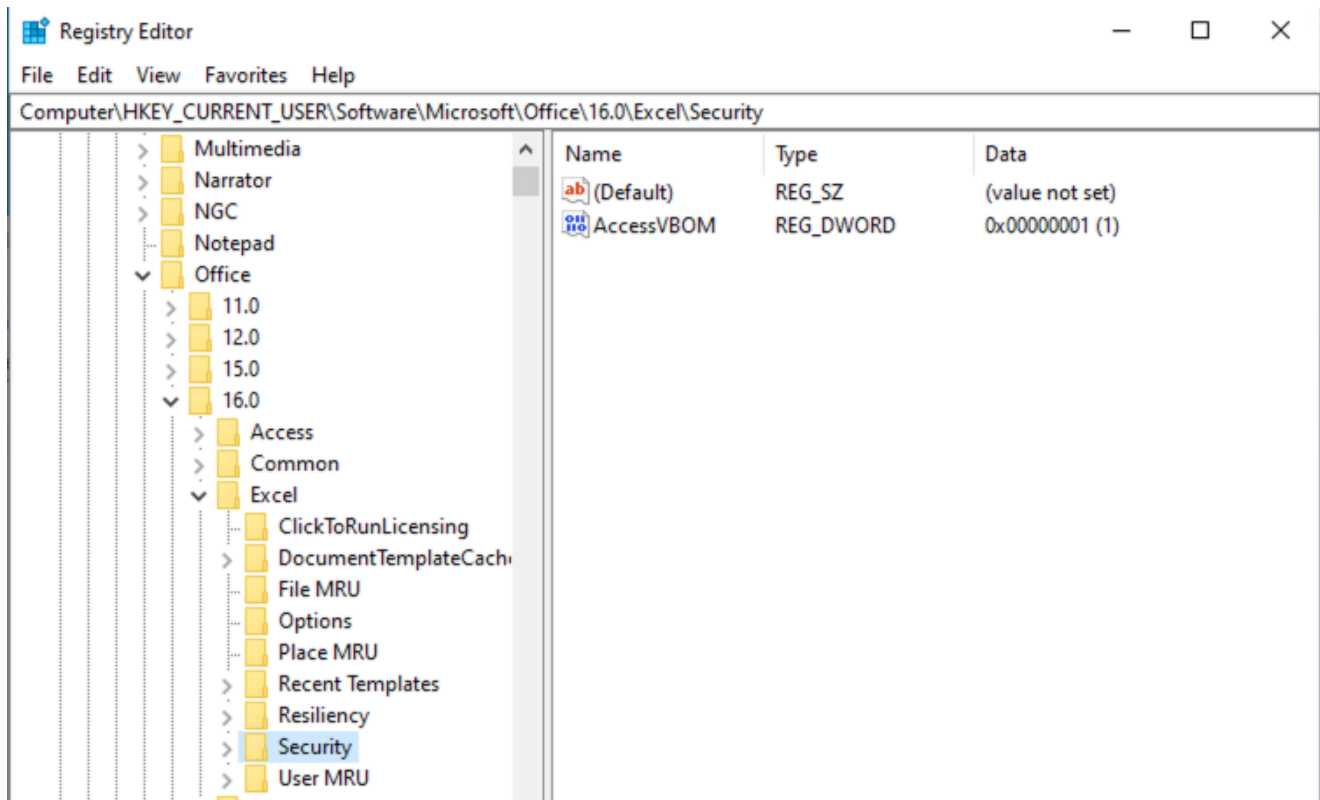 Registry Editor
File Edit View Favorites Help
Computer\HKEY_CURRENT_USER\Software\Microsoft\Office\16.0\Excel\Security
Multimedia
Narrator
NGC
Notepad
Office
11.0
12.0
15.0
16.0
Access
Common
Excel
ClickToRunLicensing
DocumentTemplateCach
File MRU
Options
Place MRU
Recent Templates
Resiliency
Security
User MRU
Name Type Data
(Default) REG_SZ (value not set)
AccessVBOM REG_DWORD 0x00000001 (1)